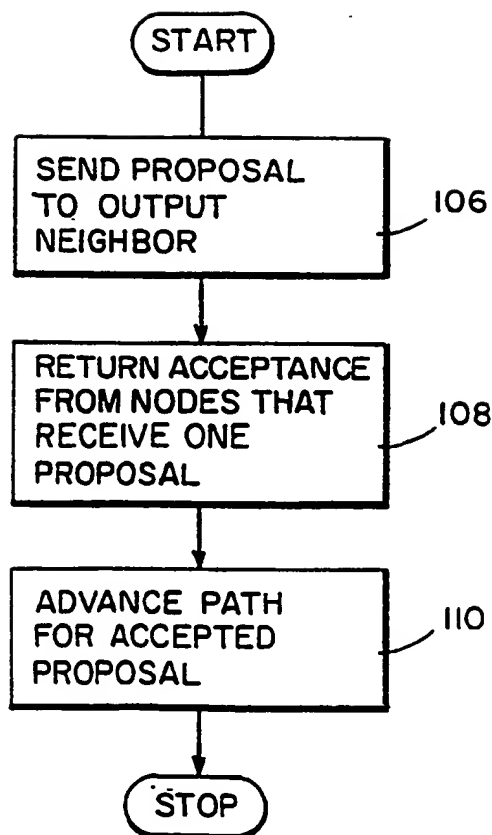 START
SEND PROPOSAL
TO OUTPUT
NEIGHBOR
106
RETURN ACCEPTANCE
FROM NODES THAT
RECEIVE ONE
PROPOSAL
108
ADVANCE PATH
FOR ACCEPTED
PROPOSAL
110
STOP